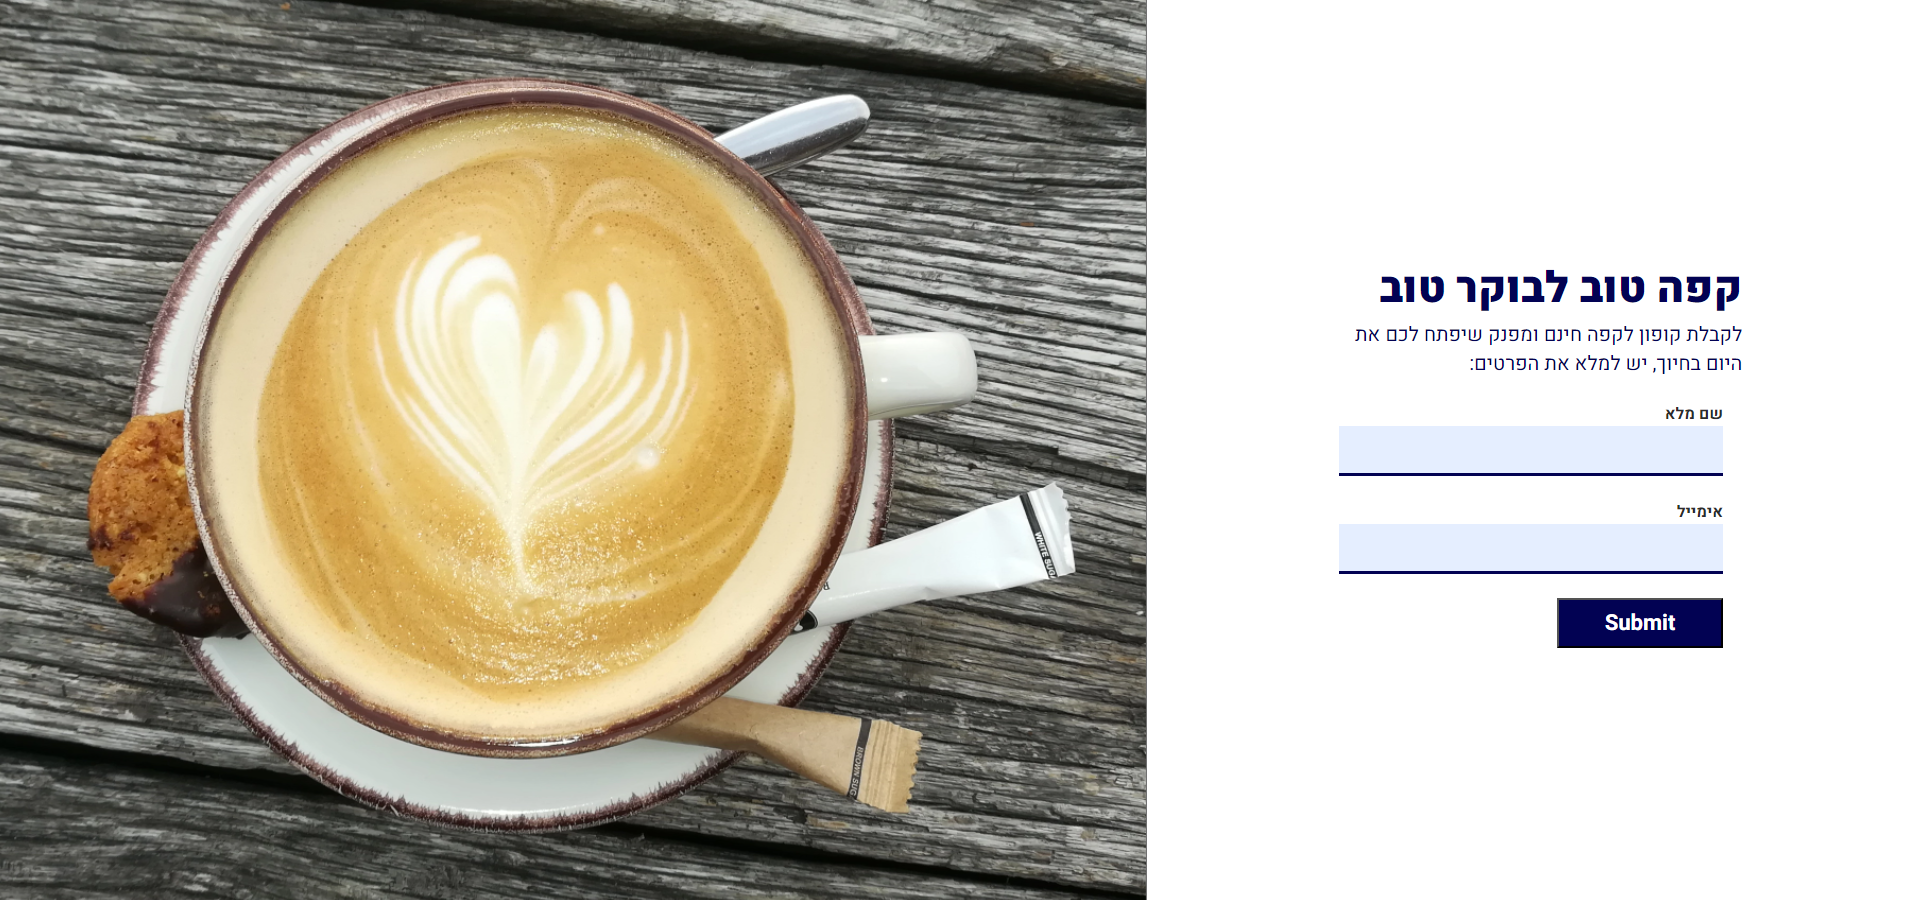 קפה טוב לבוקר טוב
לקבלת קופון לקפה חינם ומפנק שיפתח לכם את
היום בחיוך, יש למלא את הפרטים:
שם מלא
אימייל
Submit
WHITE SUG
BROWN SUG